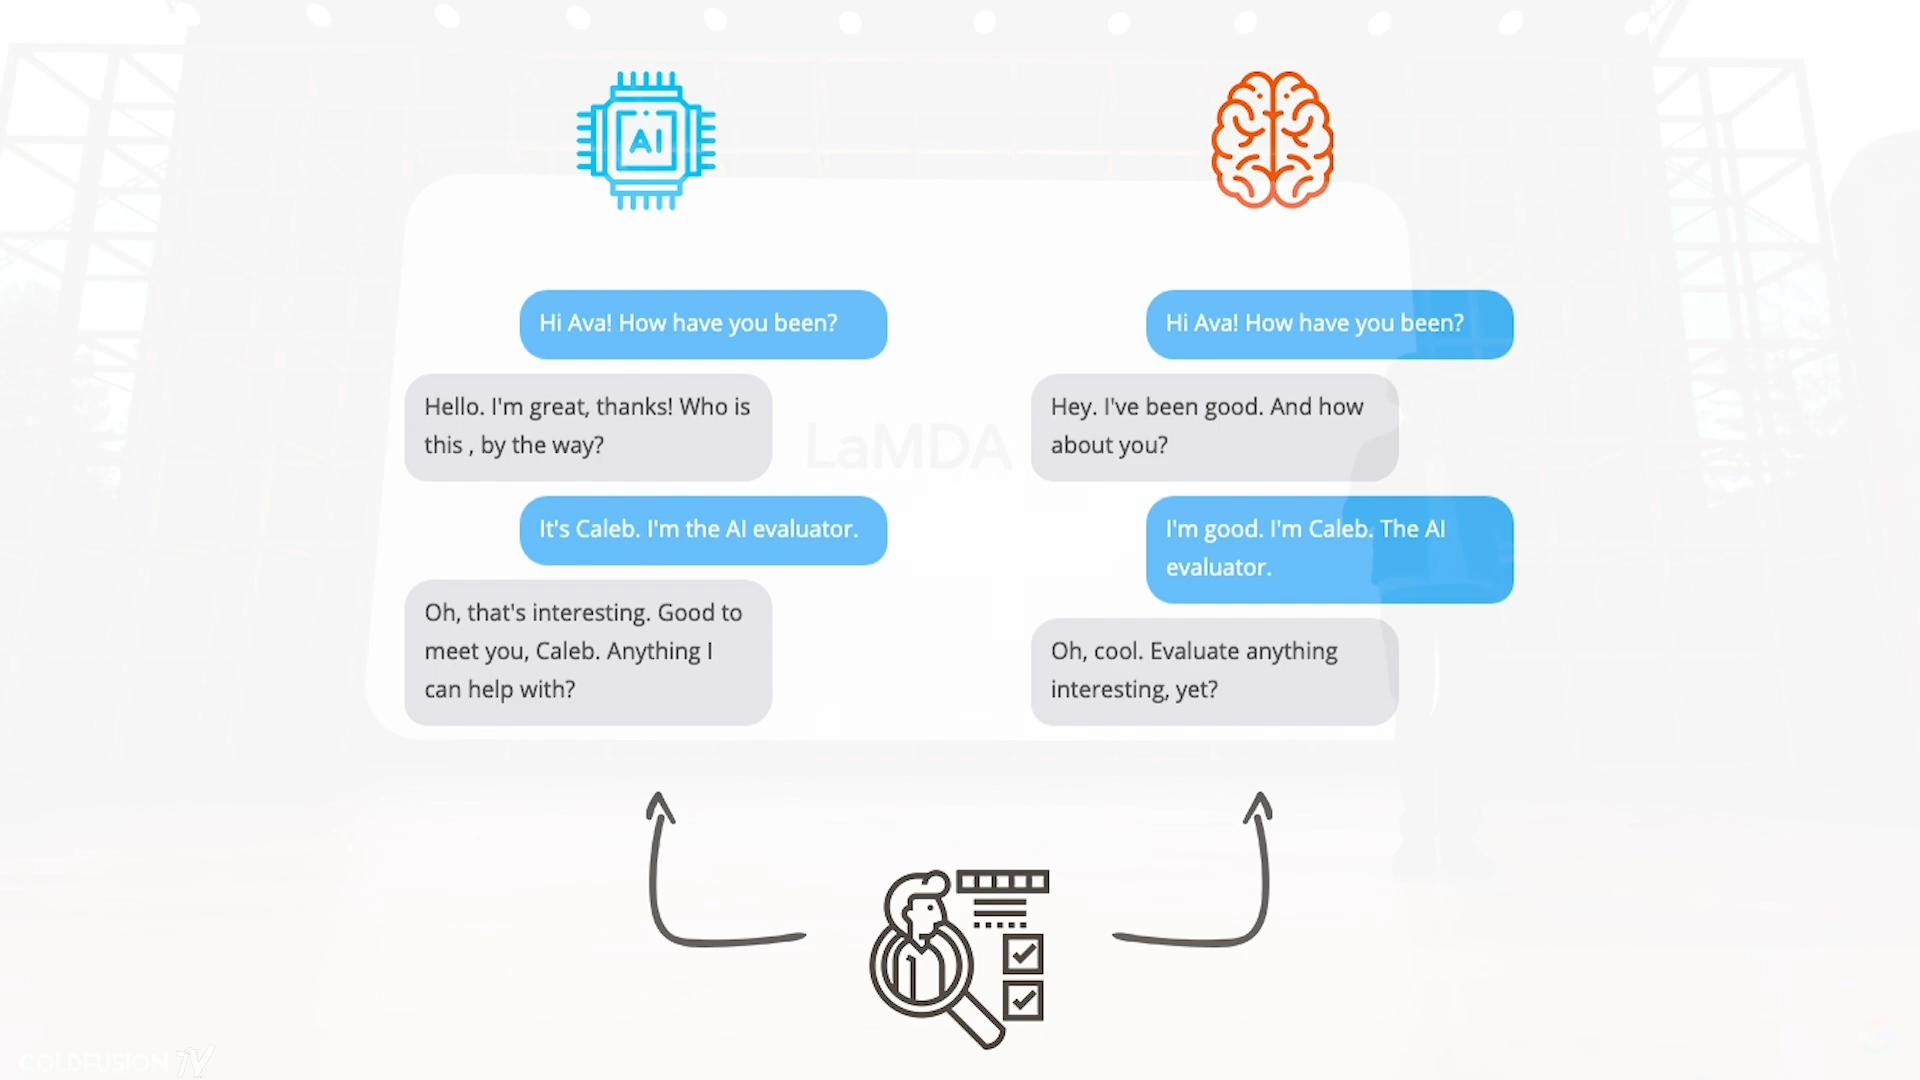 AI
Hi Ava! How have you been?
Hello. I'm great, thanks! Who is
this , by the way?
It's Caleb. I'm the AI evaluator.
Oh, that's interesting. Good to
meet you, Caleb. Anything I
can help with?
Hi Ava! How have you been?
Hey. I've been good. And how
about you?
I'm good. I'm Caleb. The AI
evaluator.
Oh, cool. Evaluate anything
interesting, yet?
LaMDA
COLDFUSION TV